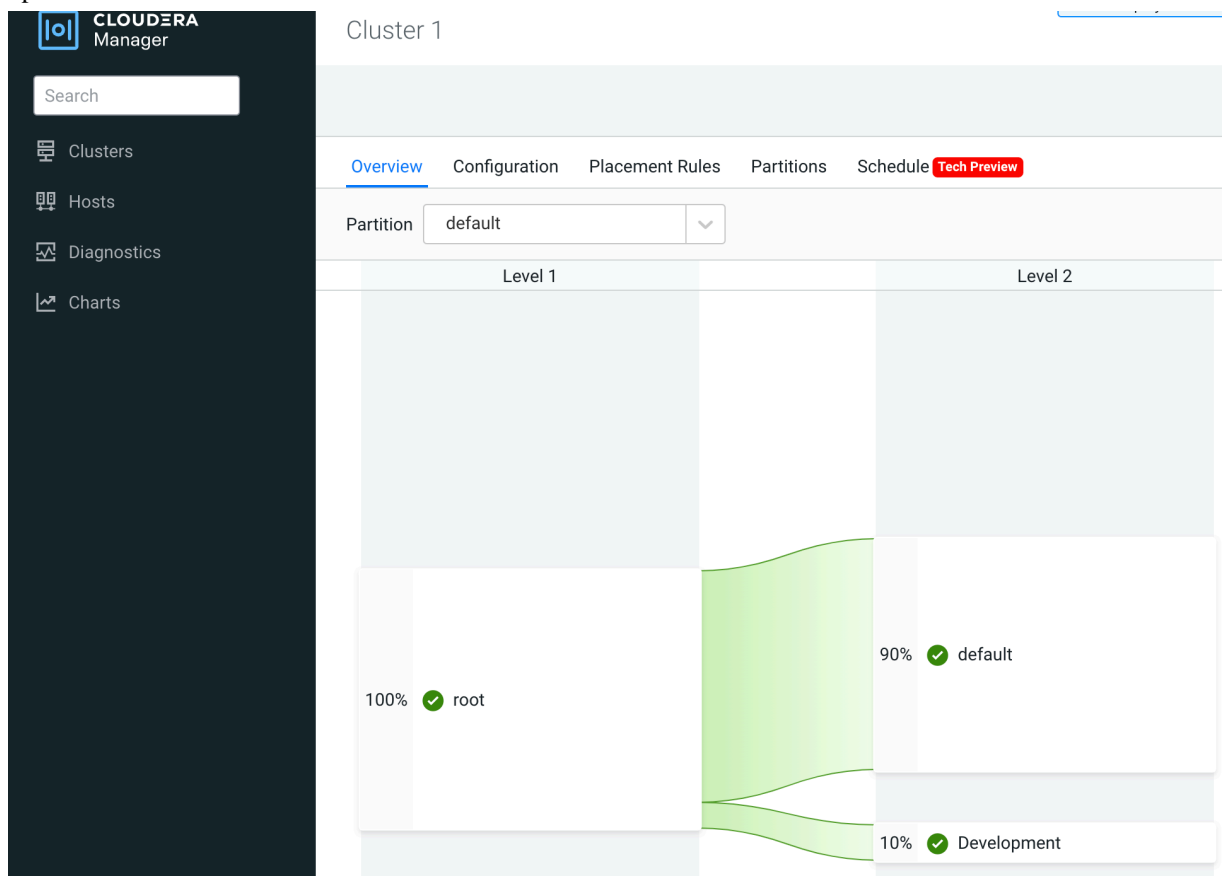 CLOUDERA
Manager
Cluster 1
Search
Clusters
Hosts
Diagnostics
Charts
Overview Configuration Placement Rules Partitions Schedule Tech Preview
Partition default
Level 1 Level 2
90% default
100% root
10% Development